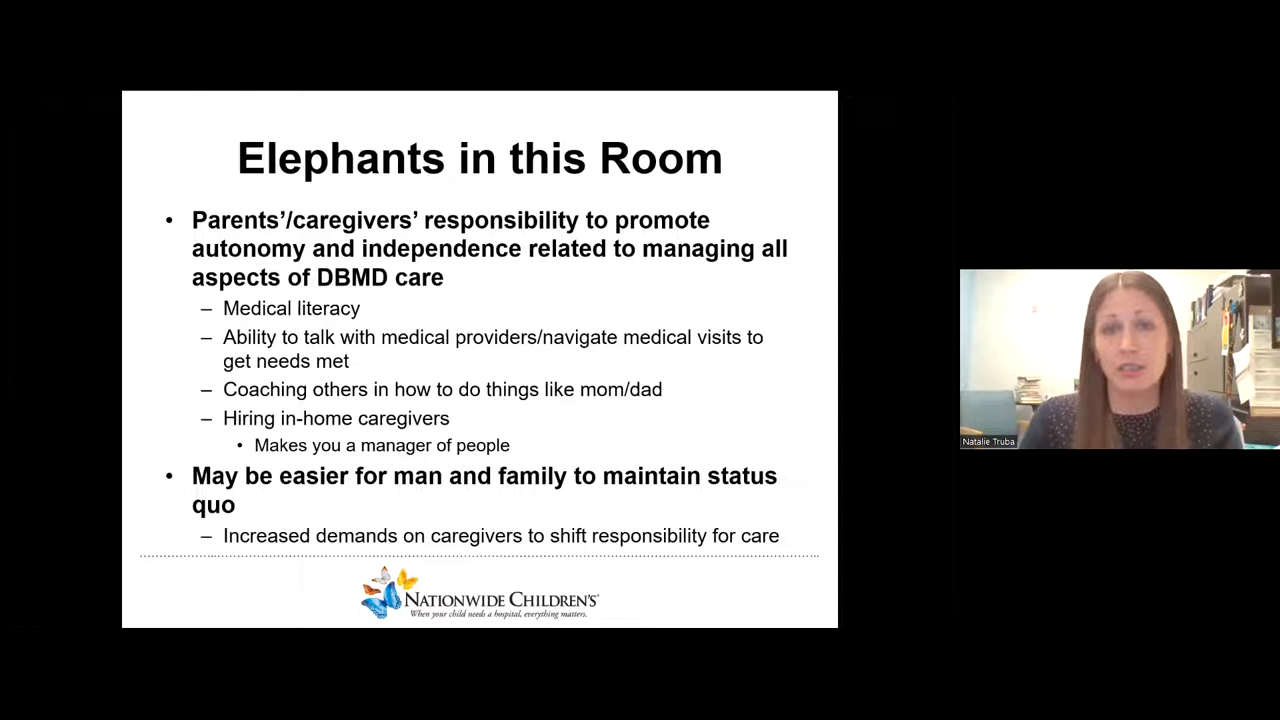 Elephants in this Room
• Parents’/caregivers’ responsibility to promote
autonomy and independence related to managing all
aspects of DBMD care
– Medical literacy
– Ability to talk with medical providers/navigate medical visits to
get needs met
– Coaching others in how to do things like mom/dad
– Hiring in-home caregivers
• Makes you a manager of people
• May be easier for man and family to maintain status
quo
– Increased demands on caregivers to shift responsibility for care
NATIONWIDE CHILDREN'S®
When your child needs a hospital, everything matters.
Natalie Truba